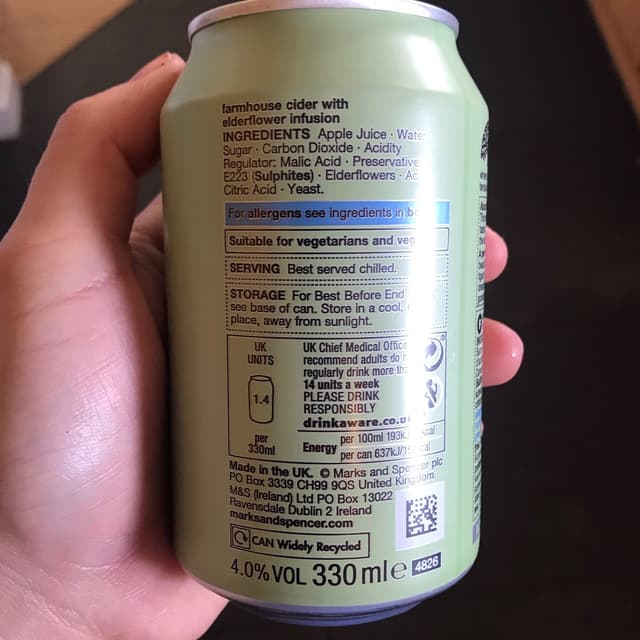 farmhouse cider with
elderflower infusion
INGREDIENTS Apple Juice · Water
Sugar · Carbon Dioxide · Acidity
Regulator: Malic Acid · Preservative
E223 (Sulphites) · Elderflowers ·
Citric Acid · Yeast.
For allergens see ingredients in
Suitable for vegetarians and
SERVING Best served chilled.
STORAGE For Best Before End
see base of can. Store in a cool,
place, away from sunlight.
UK
UNITS
1.4
per
330ml
UK Chief Medical
recommend adults do
regularly drink more
14 units a week
PLEASE DRINK
RESPONSIBLY
drinkaware.co.uk
Energy
per 100ml 193kJ
per can 637kJ
Made in the UK. © Marks and Spencer plc
PO Box 3339 CH99 9QS United Kingdom
M&S (Ireland) Ltd PO Box 13022
Ravensdale Dublin 2 Ireland
marksandspencer.com
CAN Widely Recycled
4.0%VOL 330 ml e 4826